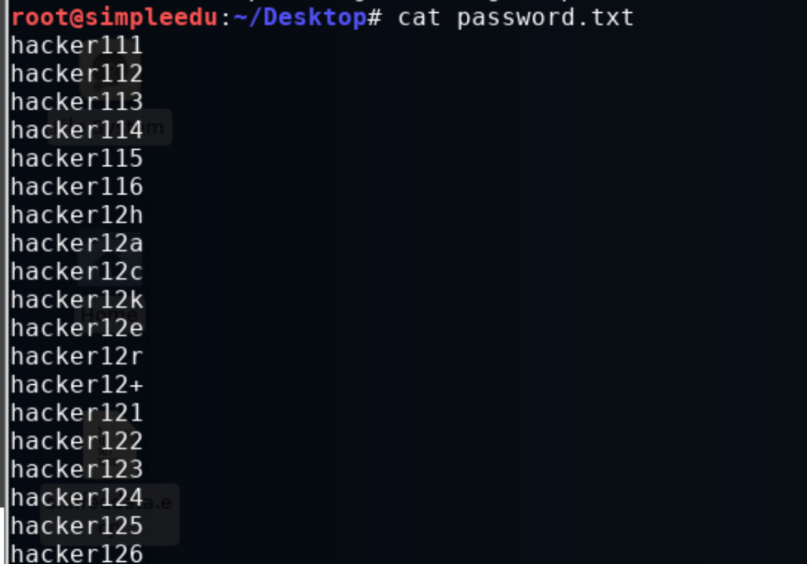 root@simpleedu:~/Desktop# cat password.txt
hacker111
hacker112
hacker113
hacker114
hacker115
hacker116
hacker12h
hacker12a
hacker12c
hacker12k
hacker12e
hacker12r
hacker12+
hacker121
hacker122
hacker123
hacker124
hacker125
hacker126